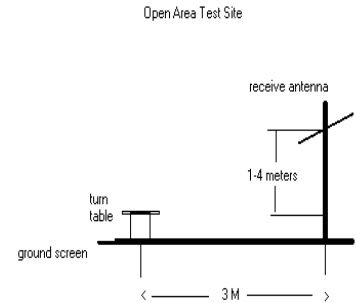 Open Area Test Site
receive antenna
1-4 meters
turn
table
ground screen
3 M